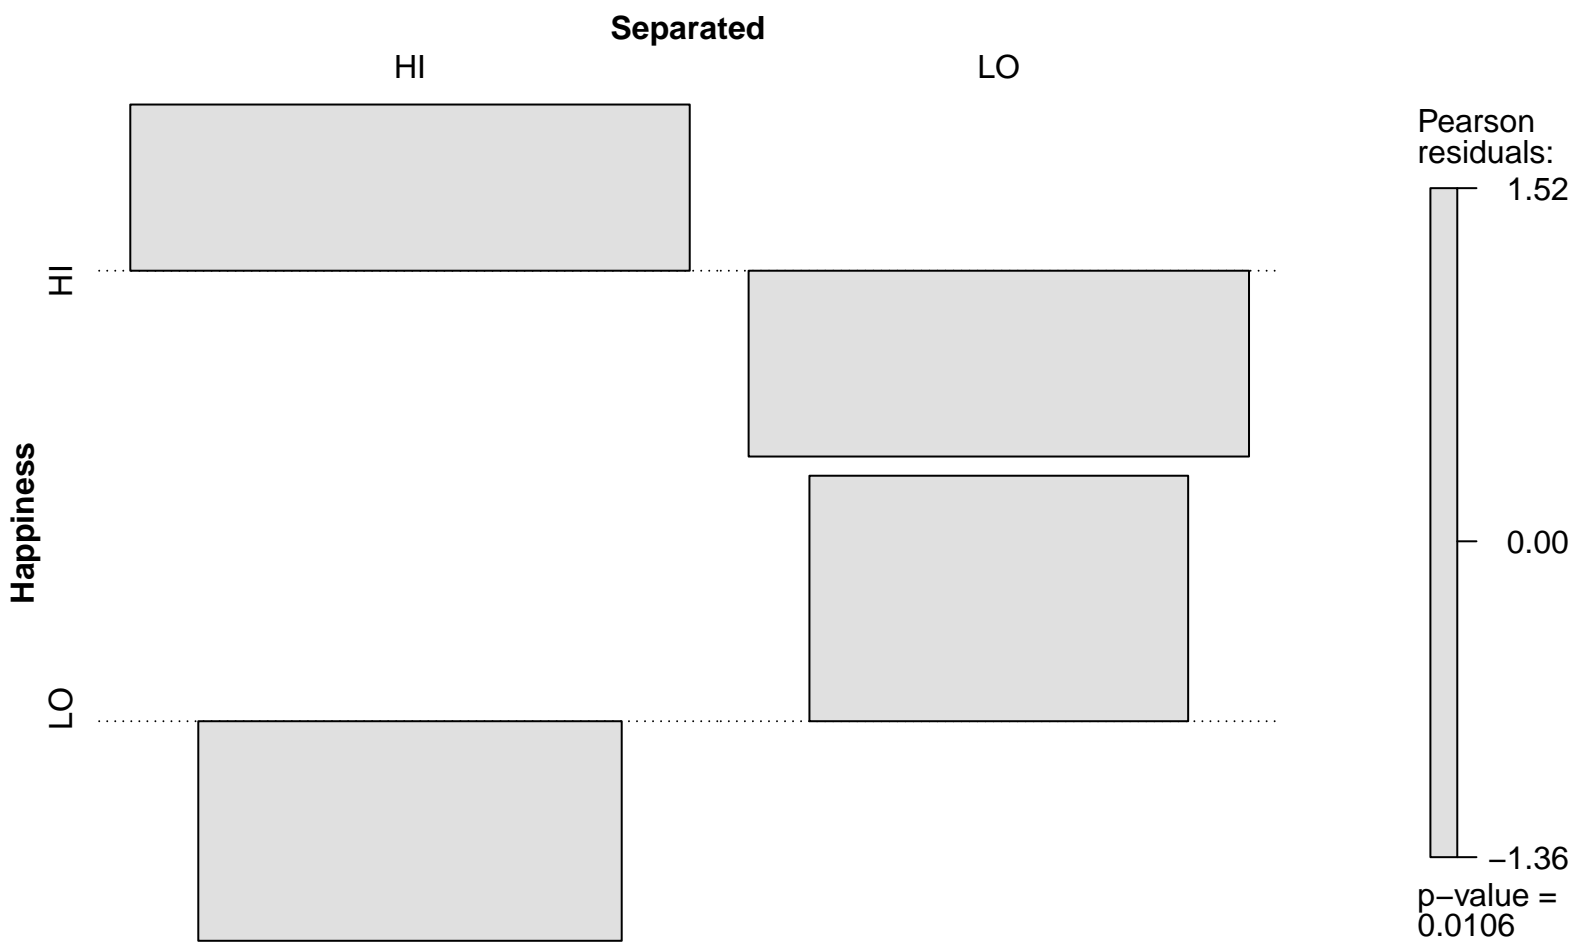 Separated
HI LO
HI
Happiness
LO
Pearson
residuals:
1.52
0.00
−1.36
p−value =
0.0106